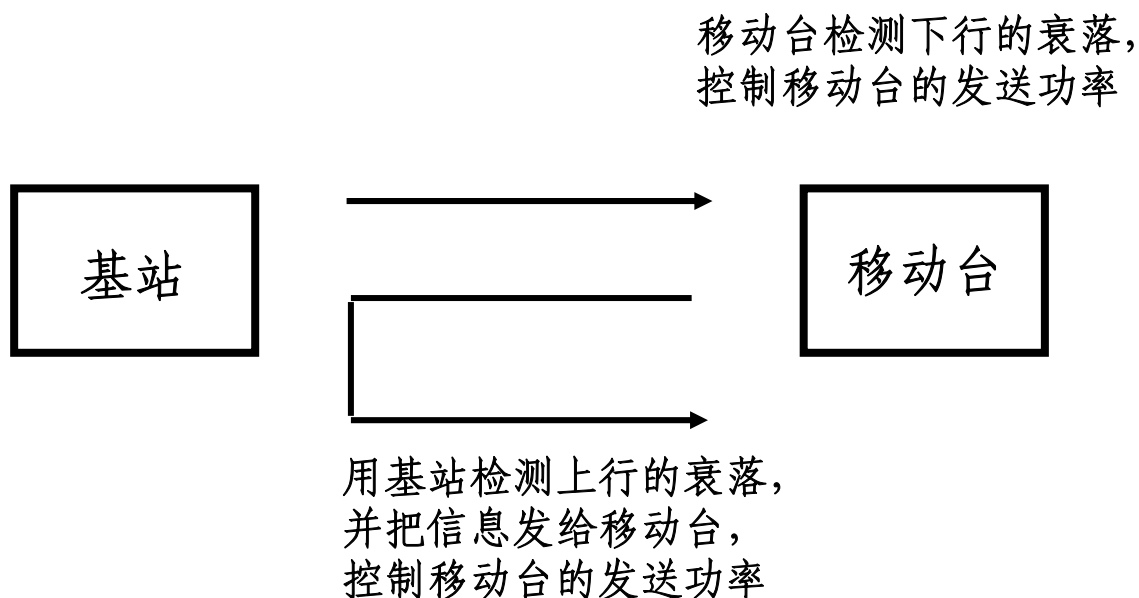 移动台检测下行的衰落，
控制移动台的发送功率
基站
移动台
用基站检测上行的衰落，
并把信息发给移动台，
控制移动台的发送功率